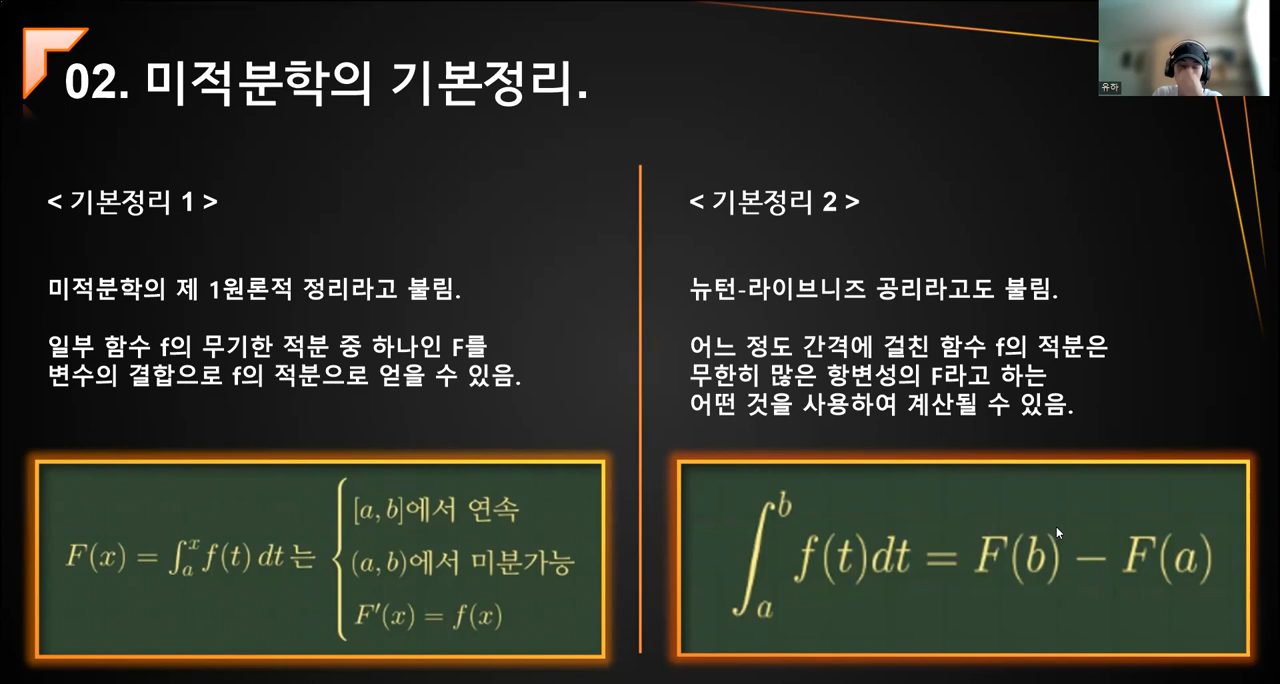 02. 미적분학의 기본정리.
유하
< 기본정리 1 >
미적분학의 제 1원론적 정리라고 불림.
일부 함수 f의 무기한 적분 중 하나인 F를
변수의 결합으로 f의 적분으로 얻을 수 있음.
F(x) = ∫_a^x f(t) dt 는
[a, b]에서 연속
(a, b)에서 미분가능
F′(x) = f(x)
< 기본정리 2 >
뉴턴-라이브니즈 공리라고도 불림.
어느 정도 간격에 걸친 함수 f의 적분은
무한히 많은 항변성의 F라고 하는
어떤 것을 사용하여 계산될 수 있음.
∫_a^b f(t)dt = F(b) − F(a)